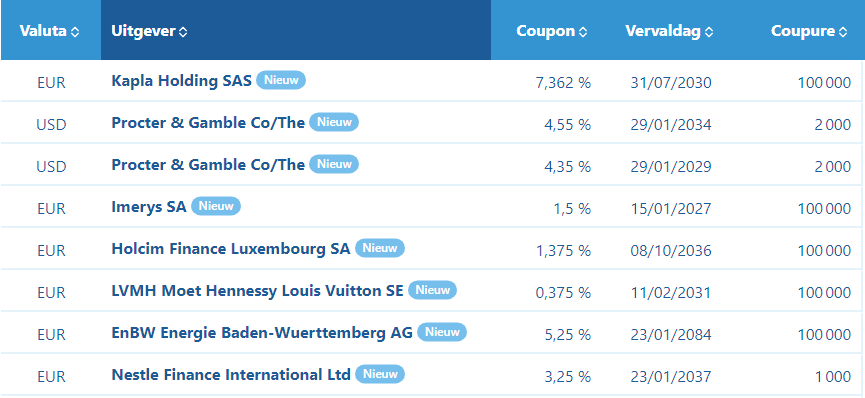 Valuta Uitgever Coupon Vervaldag Coupure
EUR Kapla Holding SAS Nieuw 7,362 % 31/07/2030 100 000
USD Procter & Gamble Co/The Nieuw 4,55 % 29/01/2034 2 000
USD Procter & Gamble Co/The Nieuw 4,35 % 29/01/2029 2 000
EUR Imerys SA Nieuw 1,5 % 15/01/2027 100 000
EUR Holcim Finance Luxembourg SA Nieuw 1,375 % 08/10/2036 100 000
EUR LVMH Moet Hennessy Louis Vuitton SE Nieuw 0,375 % 11/02/2031 100 000
EUR EnBW Energie Baden-Wuerttemberg AG Nieuw 5,25 % 23/01/2084 100 000
EUR Nestle Finance International Ltd Nieuw 3,25 % 23/01/2037 1 000